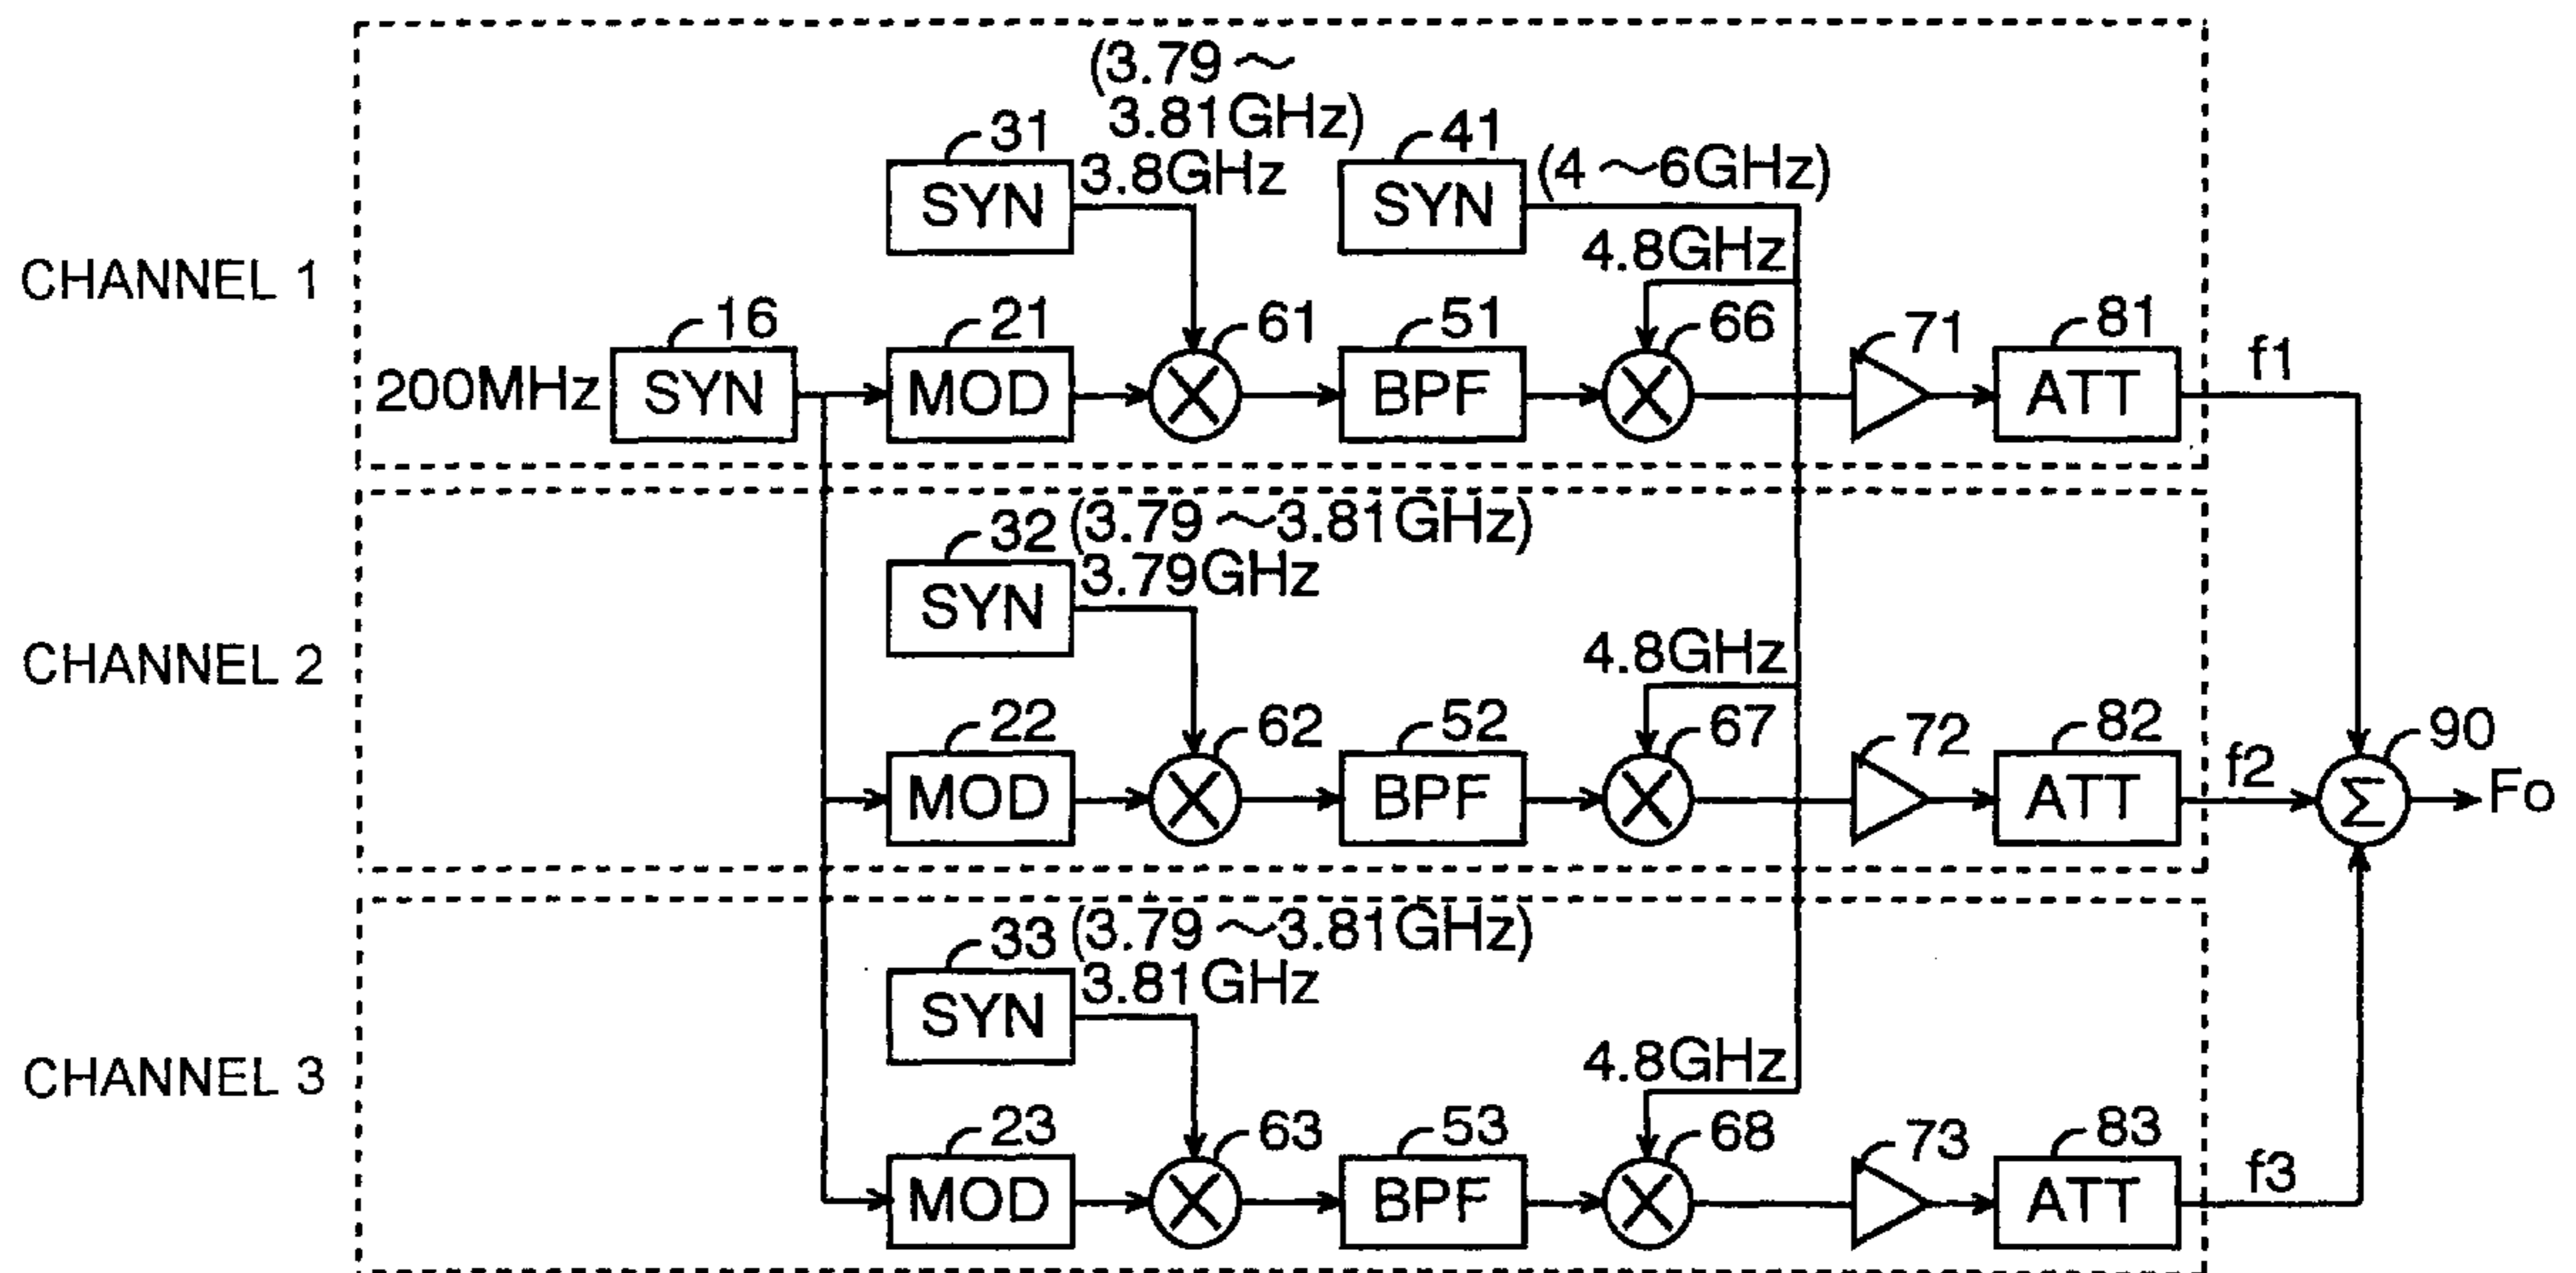 CHANNEL 1
200MHz
16
SYN
31
SYN
(3.79～
3.81GHz)
3.8GHz
21
MOD
61
41
SYN
(4～6GHz)
4.8GHz
51
BPF
66
71
81
ATT
f1
CHANNEL 2
32
SYN
(3.79～3.81GHz)
3.79GHz
22
MOD
62
52
BPF
4.8GHz
67
72
82
ATT
f2
90
Σ
Fo
CHANNEL 3
33
SYN
(3.79～3.81GHz)
3.81GHz
23
MOD
63
53
BPF
4.8GHz
68
73
83
ATT
f3